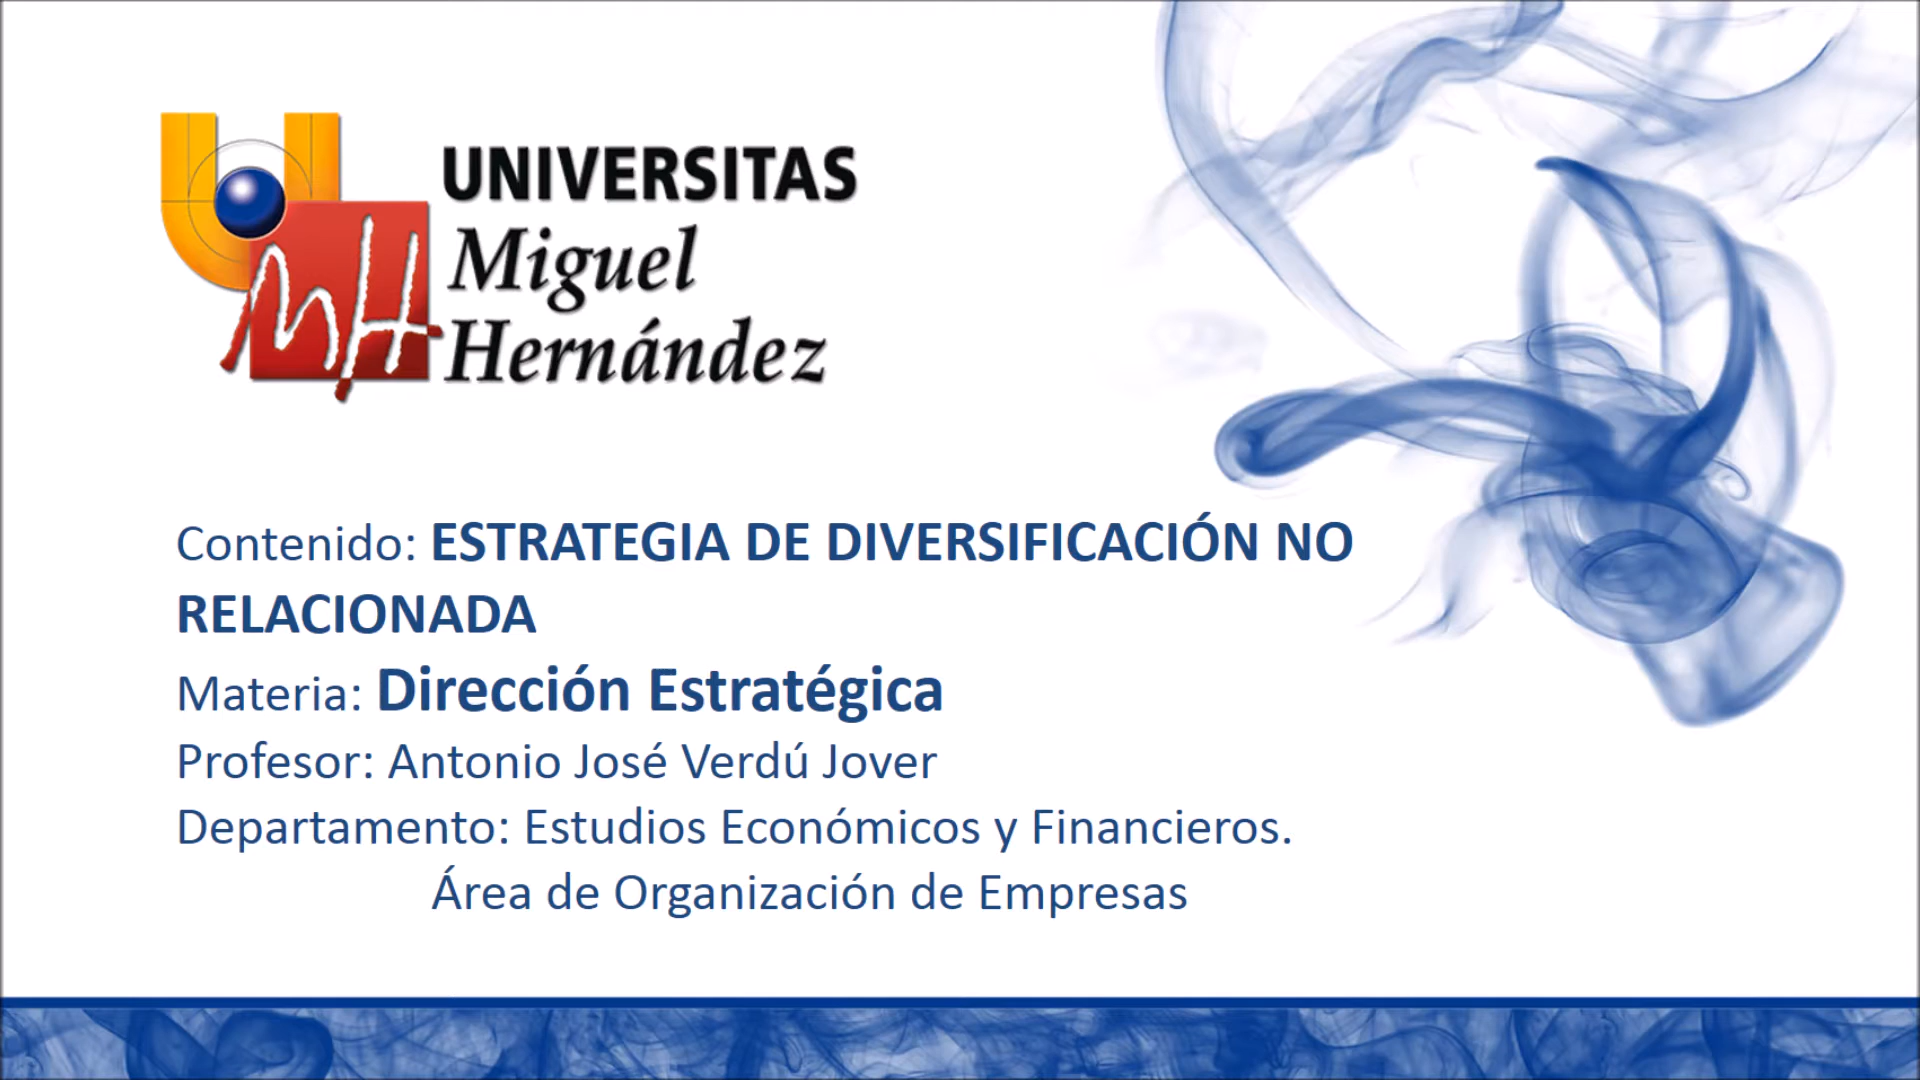 UNIVERSITAS
Miguel
Hernández
MH
Contenido: ESTRATEGIA DE DIVERSIFICACIÓN NO
RELACIONADA
Materia: Dirección Estratégica
Profesor: Antonio José Verdú Jover
Departamento: Estudios Económicos y Financieros.
Área de Organización de Empresas